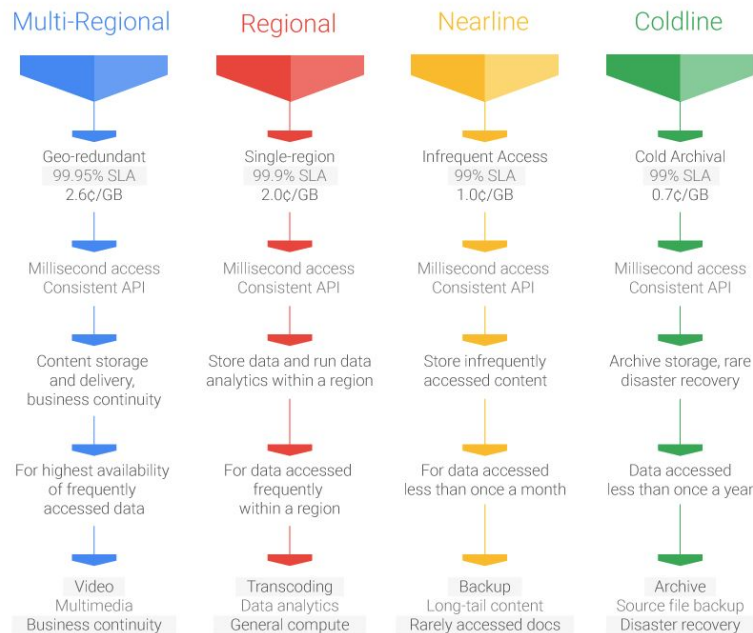 Multi-Regional
Geo-redundant
99.95% SLA
2.6¢/GB
Millisecond access
Consistent API
Content storage
and delivery,
business continuity
For highest availability
of frequently
accessed data
Video
Multimedia
Business continuity
Regional
Single-region
99.9% SLA
2.0¢/GB
Millisecond access
Consistent API
Store data and run data
analytics within a region
For data accessed
frequently
within a region
Transcoding
Data analytics
General compute
Nearline
Infrequent Access
99% SLA
1.0¢/GB
Millisecond access
Consistent API
Store infrequently
accessed content
For data accessed
less than once a month
Backup
Long-tail content
Rarely accessed docs
Coldline
Cold Archival
99% SLA
0.7¢/GB
Millisecond access
Consistent API
Archive storage, rare
disaster recovery
Data accessed
less than once a year
Archive
Source file backup
Disaster recovery